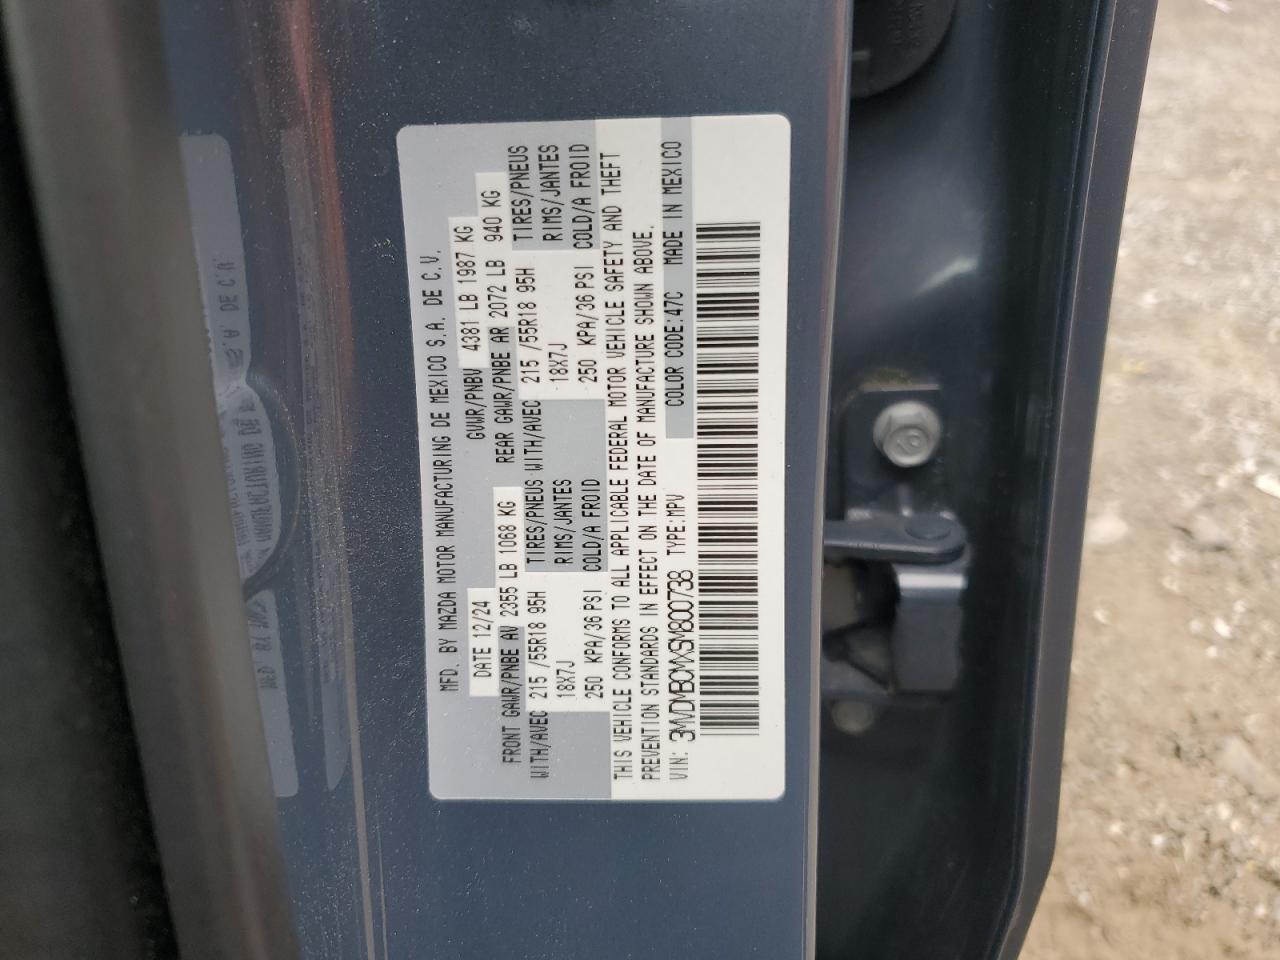 MFD. BY MAZDA MOTOR MANUFACTURING DE MEXICO S.A. DE C.V.
DATE 12/24 GVWR/PNBV 4381 LB 1987 KG
FRONT GAWR/PNBE AV 2355 LB 1068 KG REAR GAWR/PNBE AR 2072 LB 940 KG
WITH/AVEC 215 /55R18 95H TIRES/PNEUS WITH/AVEC 215 /55R18 95H TIRES/PNEUS
18X7J RIMS/JANTES 18X7J RIMS/JANTES
250 KPA/36 PSI COLD/A FROID 250 KPA/36 PSI COLD/A FROID
THIS VEHICLE CONFORMS TO ALL APPLICABLE FEDERAL MOTOR VEHICLE SAFETY AND THEFT
PREVENTION STANDARDS IN EFFECT ON THE DATE OF MANUFACTURE SHOWN ABOVE.
VIN: 3MVDMBCMXSM800738 TYPE:MPV COLOR CODE:47C MADE IN MEXICO